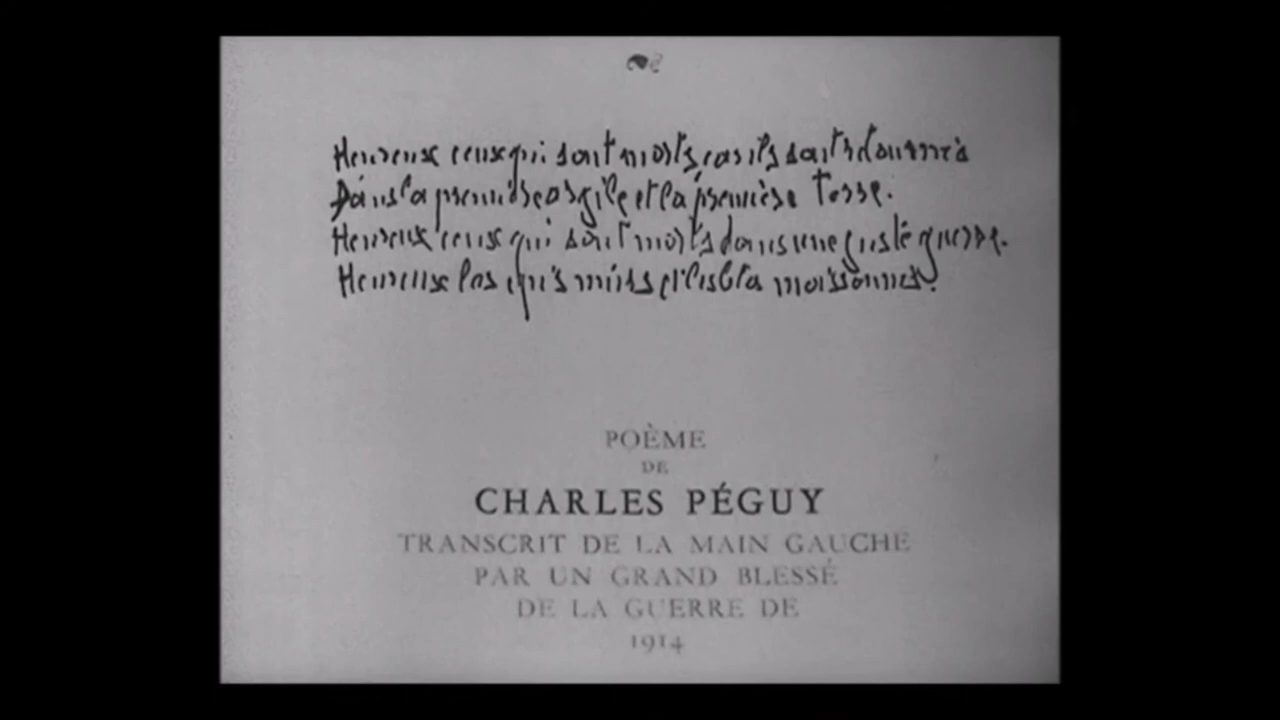 Heureux ceux qui sont morts, car ils sont retournés
Dans la première argile et la première terre.
Heureux ceux qui sont morts dans une juste guerre.
Heureux les épis mûrs et les blés moissonnés.
POÈME
DE
CHARLES PÉGUY
TRANSCRIT DE LA MAIN GAUCHE
PAR UN GRAND BLESSÉ
DE LA GUERRE DE
1914